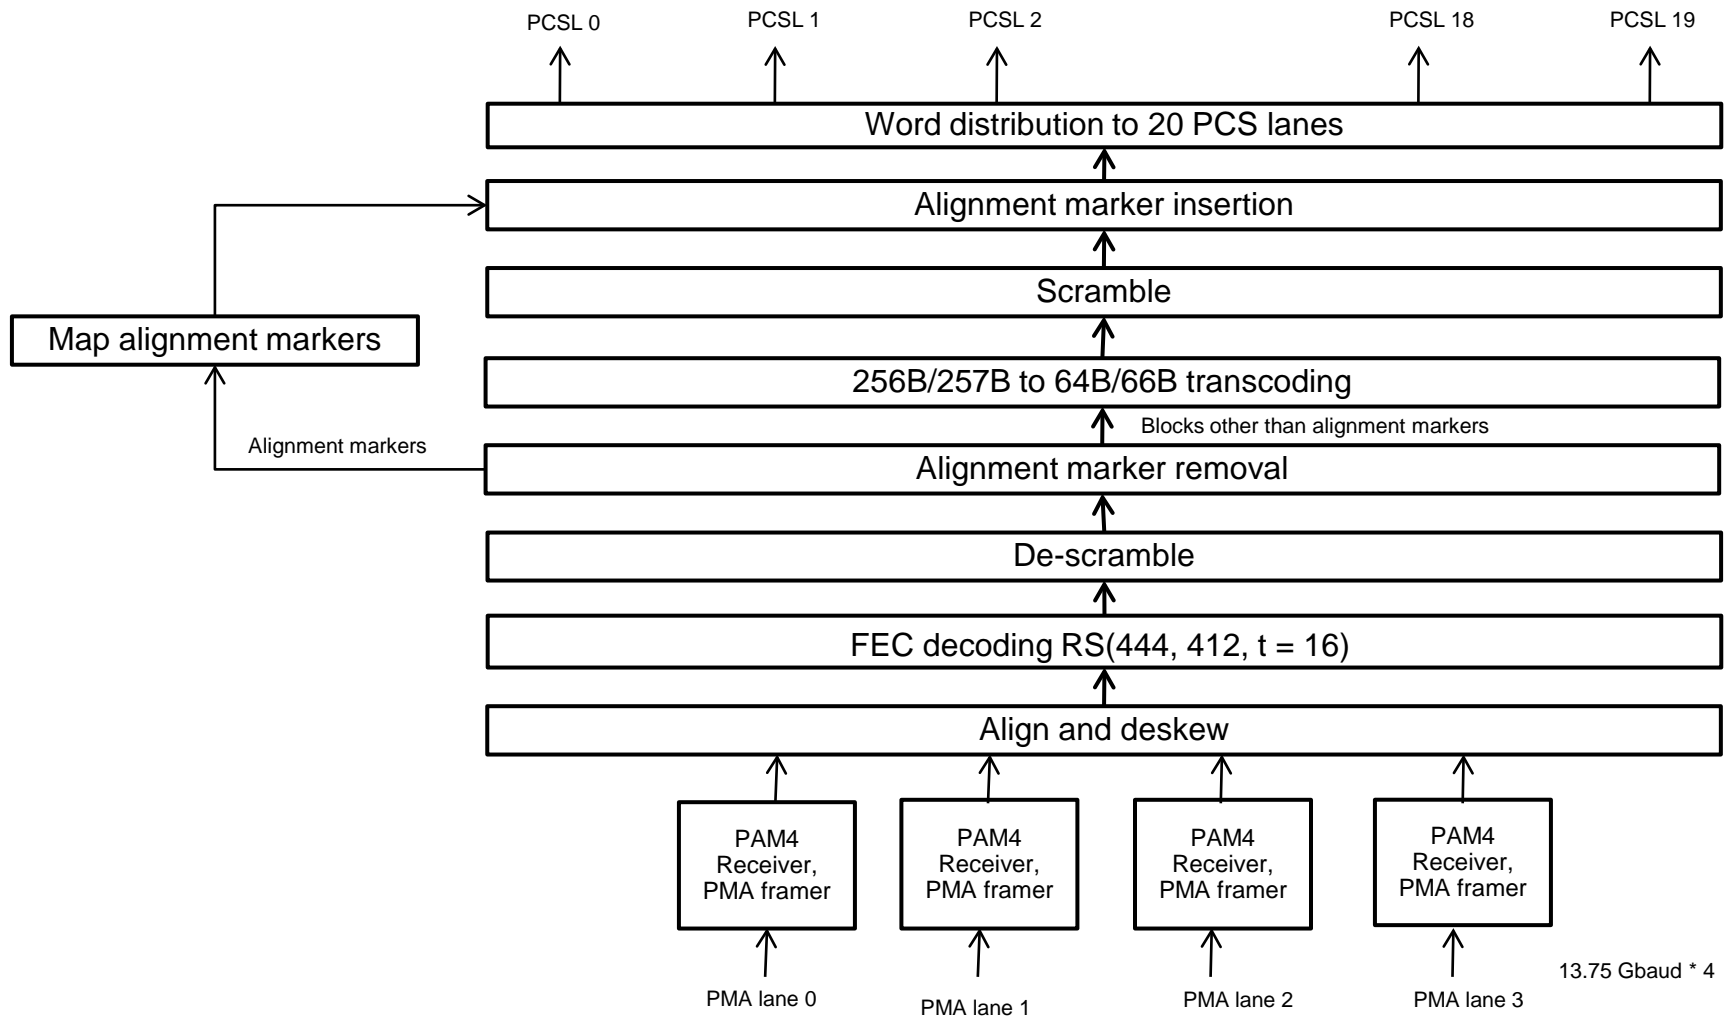 PCSL 0
PCSL 1
PCSL 2
PCSL 18
PCSL 19
Word distribution to 20 PCS lanes
Alignment marker insertion
Scramble
Map alignment markers
256B/257B to 64B/66B transcoding
Blocks other than alignment markers
Alignment markers
Alignment marker removal
De-scramble
FEC decoding RS(444, 412, t = 16)
Align and deskew
PAM4
Receiver,
PMA framer
PAM4
Receiver,
PMA framer
PAM4
Receiver,
PMA framer
PAM4
Receiver,
PMA framer
13.75 Gbaud * 4
PMA lane 0
PMA lane 1
PMA lane 2
PMA lane 3